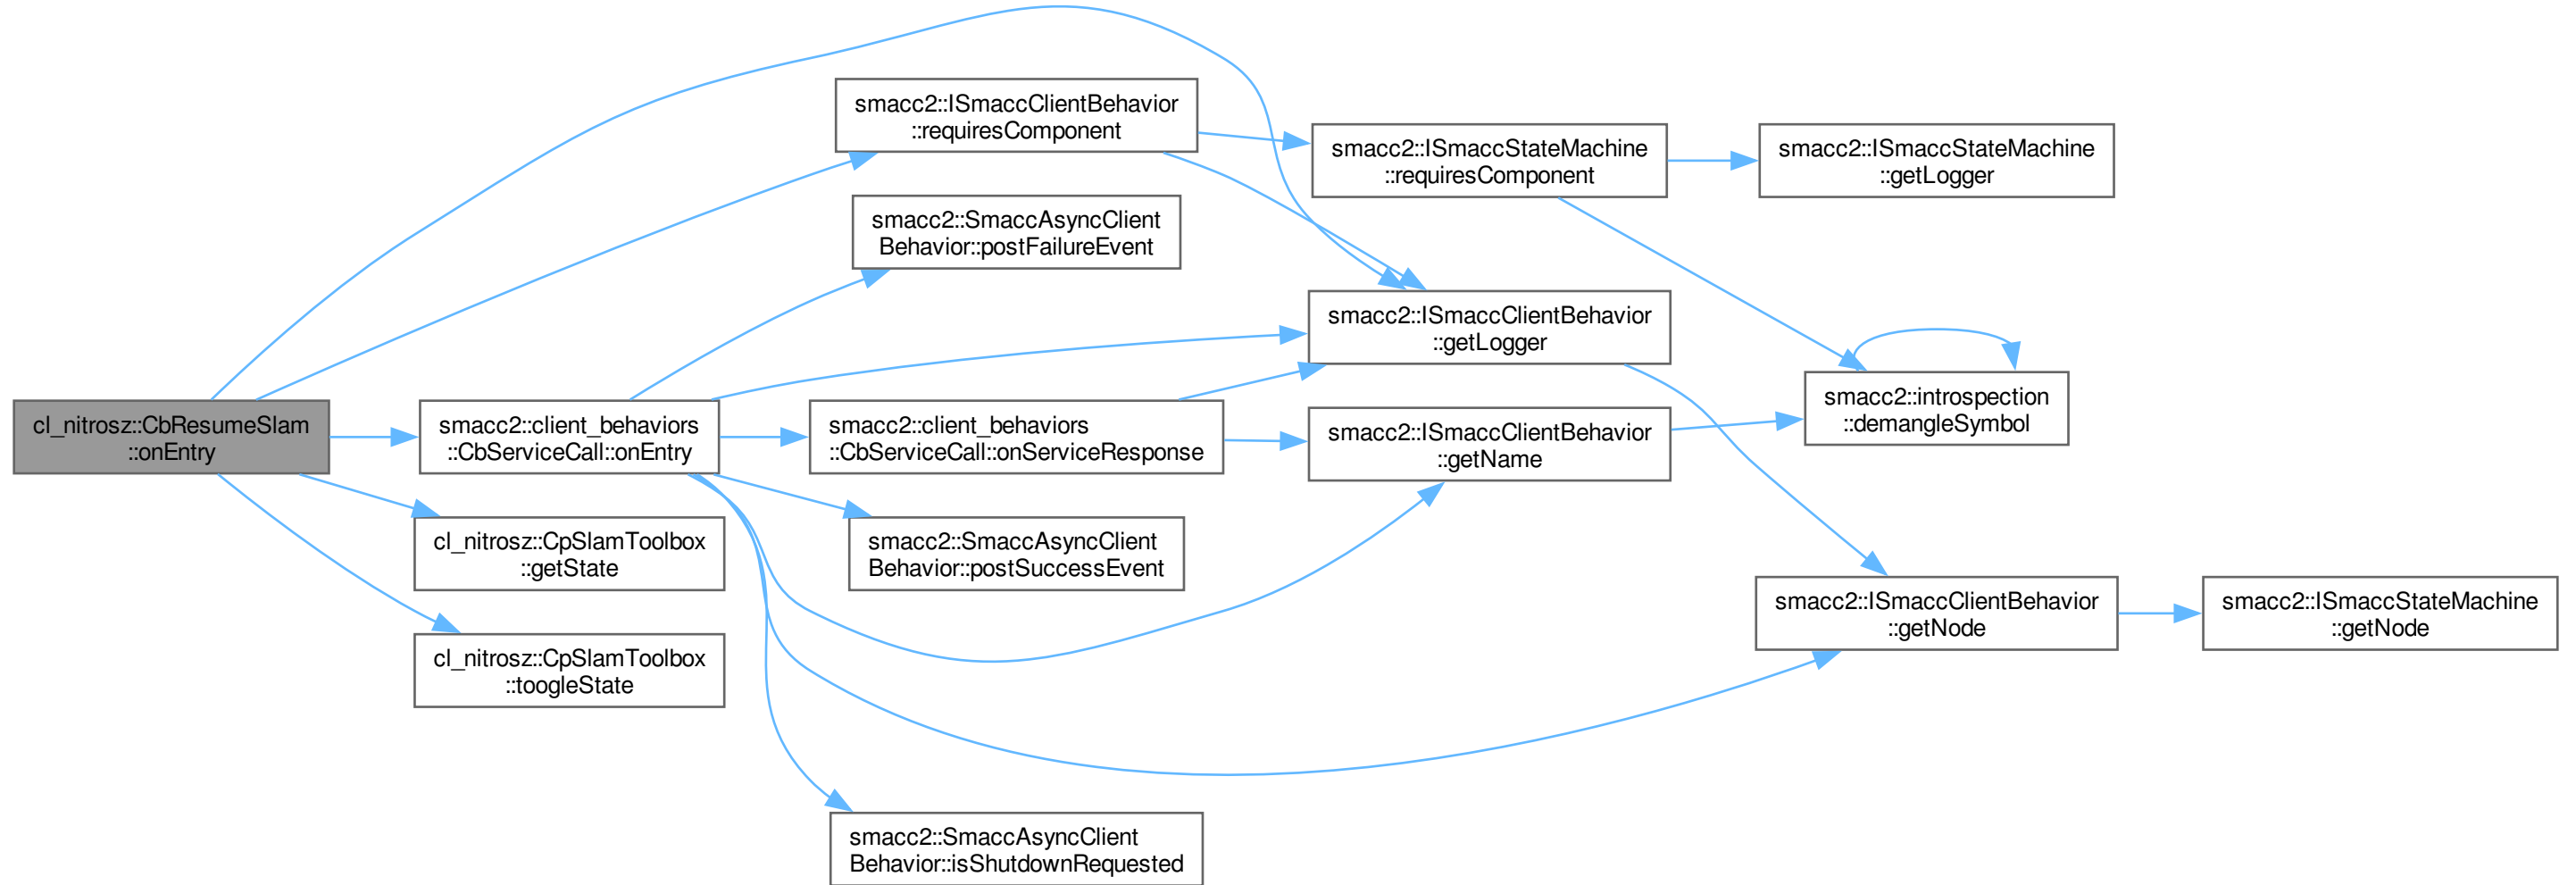 cl_nitrosz::CbResumeSlam
::onEntry
smacc2::ISmaccClientBehavior
::requiresComponent
smacc2::SmaccAsyncClient
Behavior::postFailureEvent
smacc2::client_behaviors
::CbServiceCall::onEntry
cl_nitrosz::CpSlamToolbox
::getState
cl_nitrosz::CpSlamToolbox
::toogleState
smacc2::client_behaviors
::CbServiceCall::onServiceResponse
smacc2::SmaccAsyncClient
Behavior::postSuccessEvent
smacc2::SmaccAsyncClient
Behavior::isShutdownRequested
smacc2::ISmaccStateMachine
::requiresComponent
smacc2::ISmaccClientBehavior
::getLogger
smacc2::ISmaccClientBehavior
::getName
smacc2::ISmaccStateMachine
::getLogger
smacc2::introspection
::demangleSymbol
smacc2::ISmaccClientBehavior
::getNode
smacc2::ISmaccStateMachine
::getNode